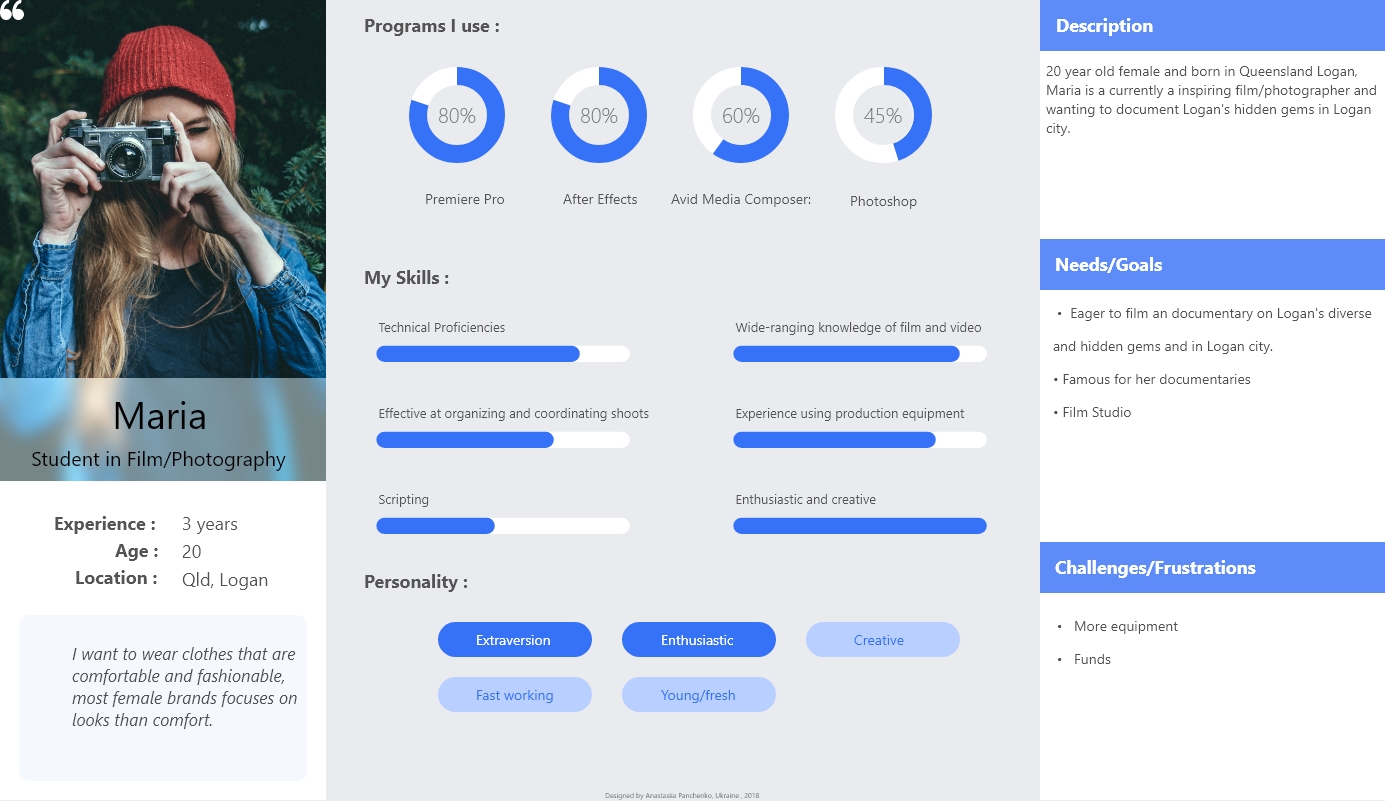 ❝
Maria
Student in Film/Photography
Experience : 3 years
Age : 20
Location : Qld, Logan
I want to wear clothes that are
comfortable and fashionable,
most female brands focuses on
looks than comfort.
Programs I use :
80% 80% 60% 45%
Premiere Pro After Effects Avid Media Composer: Photoshop
My Skills :
Technical Proficiencies Wide-ranging knowledge of film and video
Effective at organizing and coordinating shoots Experience using production equipment
Scripting Enthusiastic and creative
Personality :
Extraversion Enthusiastic Creative
Fast working Young/fresh
Designed by Anastasiia Panchenko, Ukraine , 2018
Description
20 year old female and born in Queensland Logan,
Maria is a currently a inspiring film/photographer and
wanting to document Logan's hidden gems in Logan
city.
Needs/Goals
• Eager to film an documentary on Logan's diverse
and hidden gems and in Logan city.
• Famous for her documentaries
• Film Studio
Challenges/Frustrations
• More equipment
• Funds